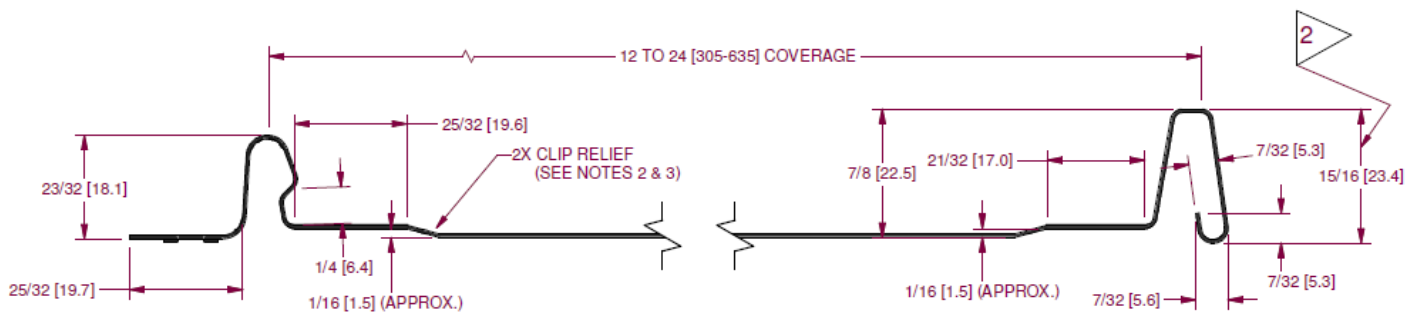 2
12 TO 24 [305-635] COVERAGE
25/32 [19.6]
2X CLIP RELIEF
(SEE NOTES 2 & 3)
23/32 [18.1]
7/8 [22.5]
21/32 [17.0]
7/32 [5.3]
15/16 [23.4]
1/4 [6.4]
25/32 [19.7]
1/16 [1.5] (APPROX.)
1/16 [1.5] (APPROX.)
7/32 [5.6]
7/32 [5.3]